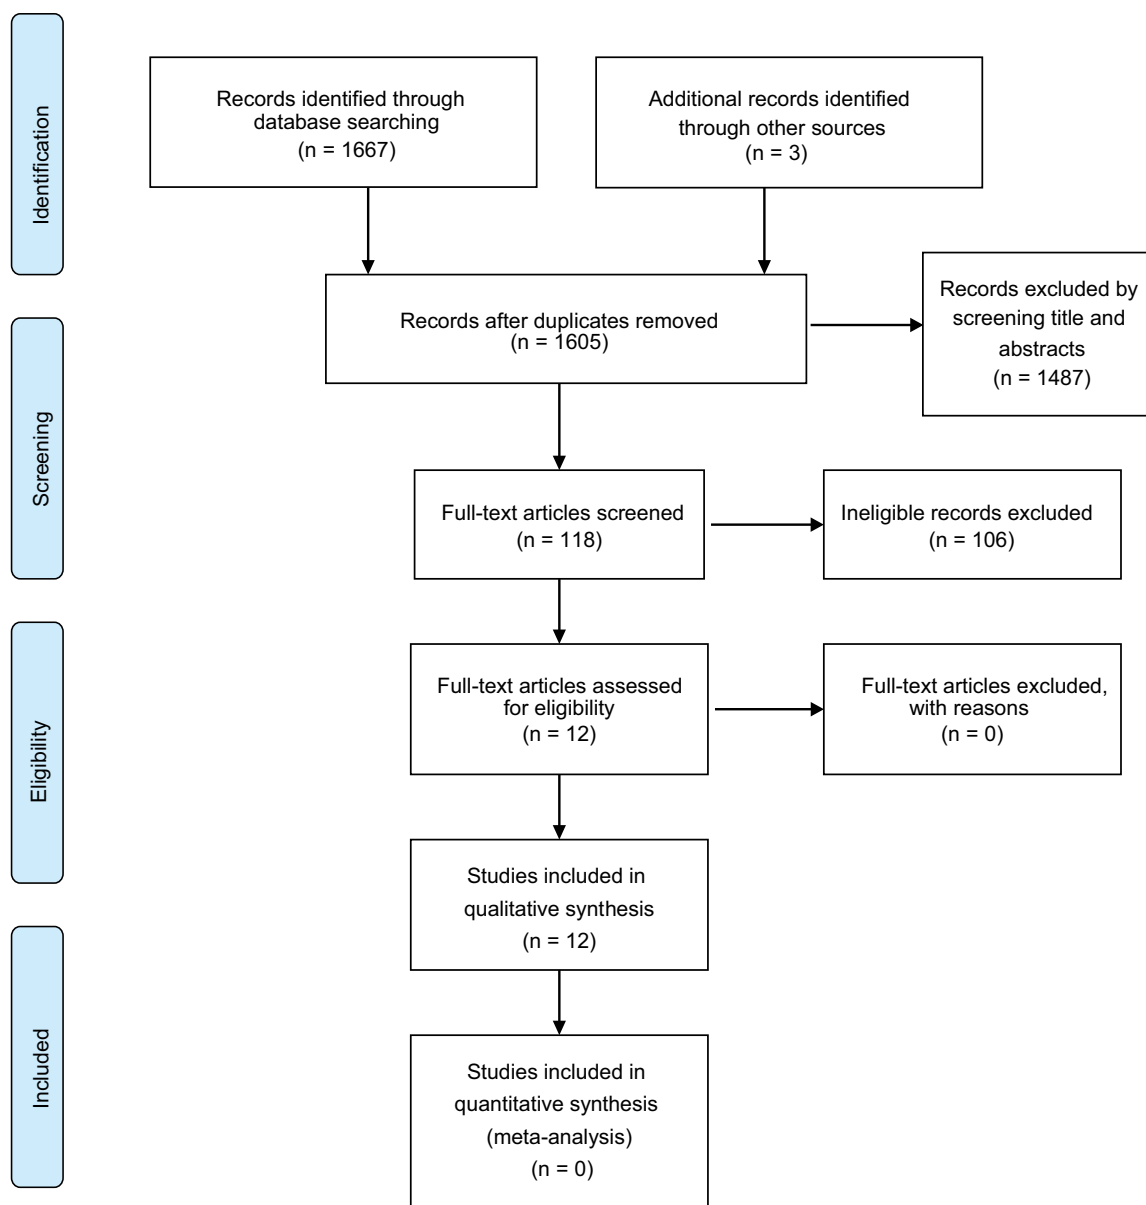 Identification
Records identified through
database searching
(n = 1667)
Additional records identified
through other sources
(n = 3)
Records after duplicates removed
(n = 1605)
Records excluded by
screening title and
abstracts
(n = 1487)
Screening
Full-text articles screened
(n = 118)
Ineligible records excluded
(n = 106)
Eligibility
Full-text articles assessed
for eligibility
(n = 12)
Full-text articles excluded,
with reasons
(n = 0)
Studies included in
qualitative synthesis
(n = 12)
Included
Studies included in
quantitative synthesis
(meta-analysis)
(n = 0)